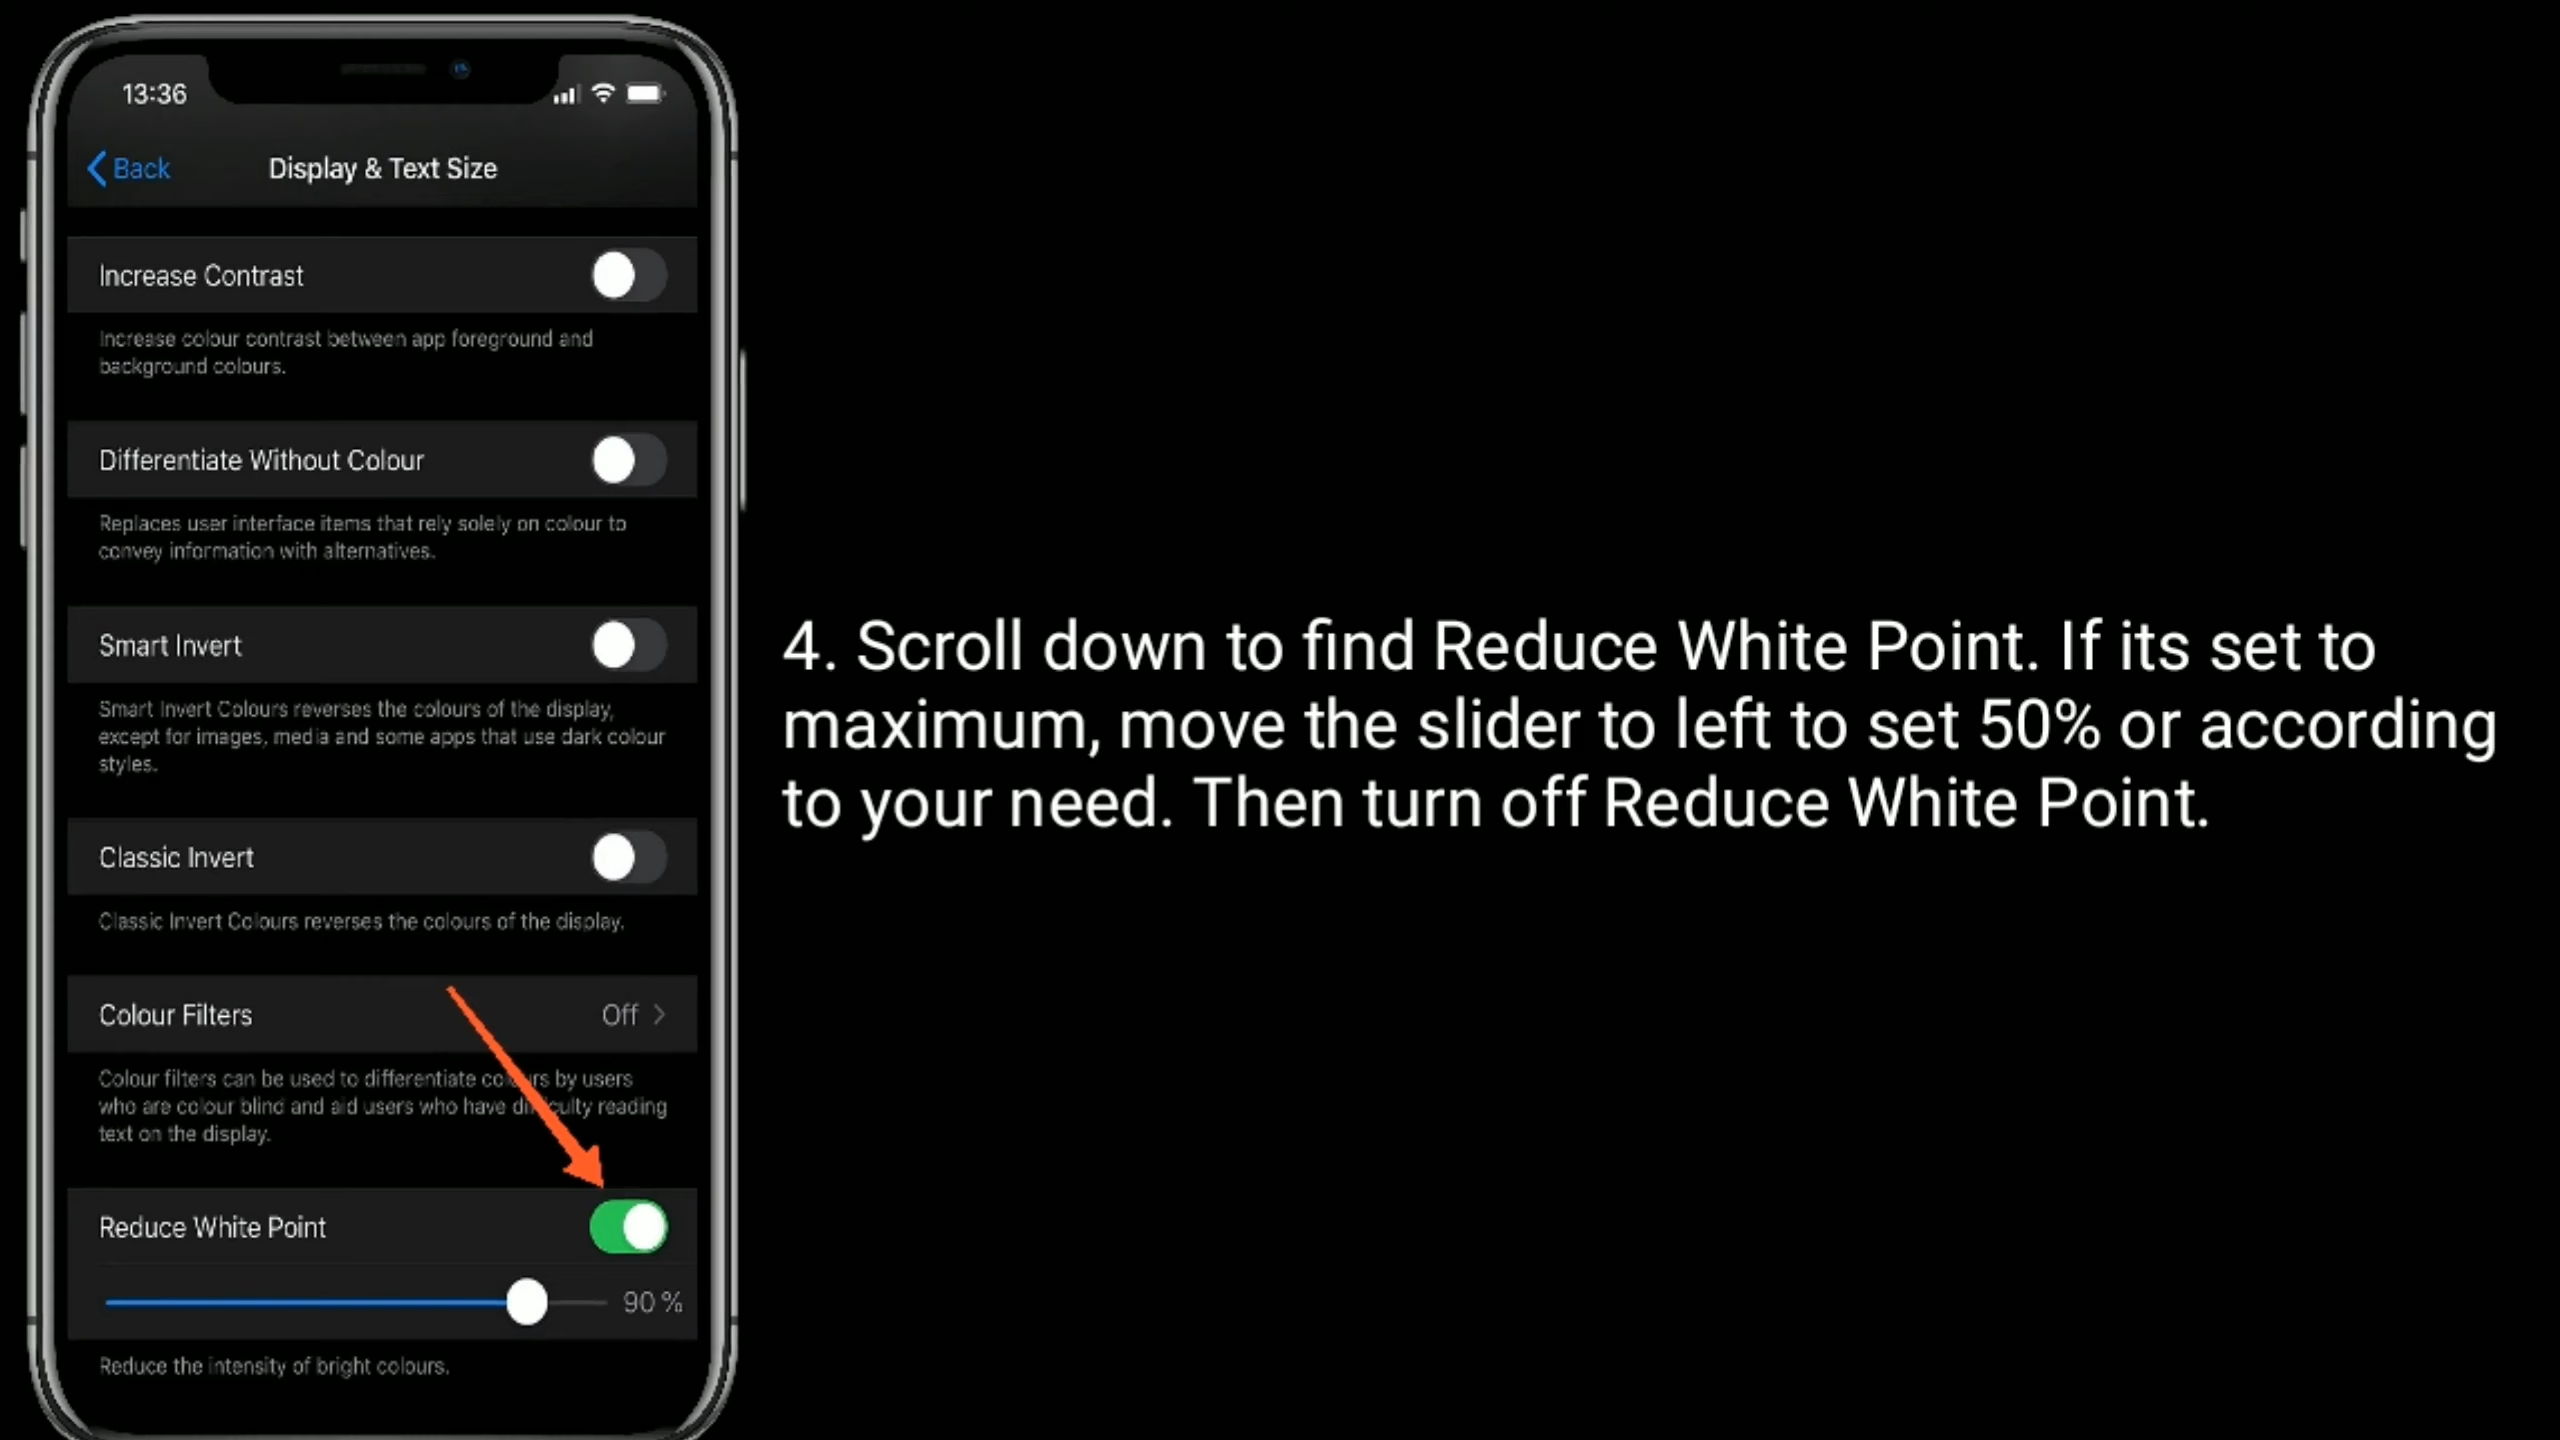 13:36
Back
Display & Text Size
Increase Contrast
Increase colour contrast between app foreground and
background colours.
Differentiate Without Colour
Replaces user interface items that rely solely on colour to
convey information with alternatives.
Smart Invert
Smart Invert Colours reverses the colours of the display,
except for images, media and some apps that use dark colour
styles.
Classic Invert
Classic Invert Colours reverses the colours of the display.
Colour Filters Off
Colour filters can be used to differentiate colours by users
who are colour blind and aid users who have difficulty reading
text on the display.
Reduce White Point
90 %
Reduce the intensity of bright colours.
4. Scroll down to find Reduce White Point. If its set to
maximum, move the slider to left to set 50% or according
to your need. Then turn off Reduce White Point.